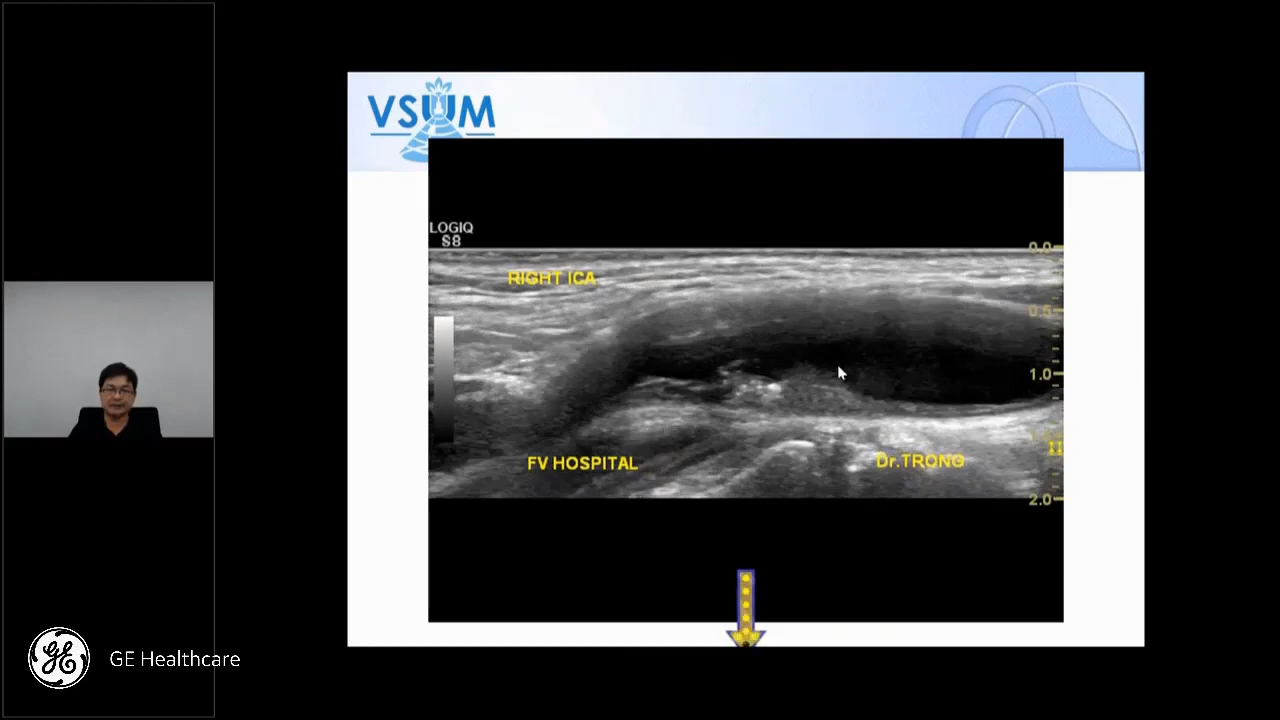 VSUM
LOGIQ
S8
RIGHT ICA
0.0
0.5
1.0
2.0
FV HOSPITAL
Dr.TRONG
GE Healthcare